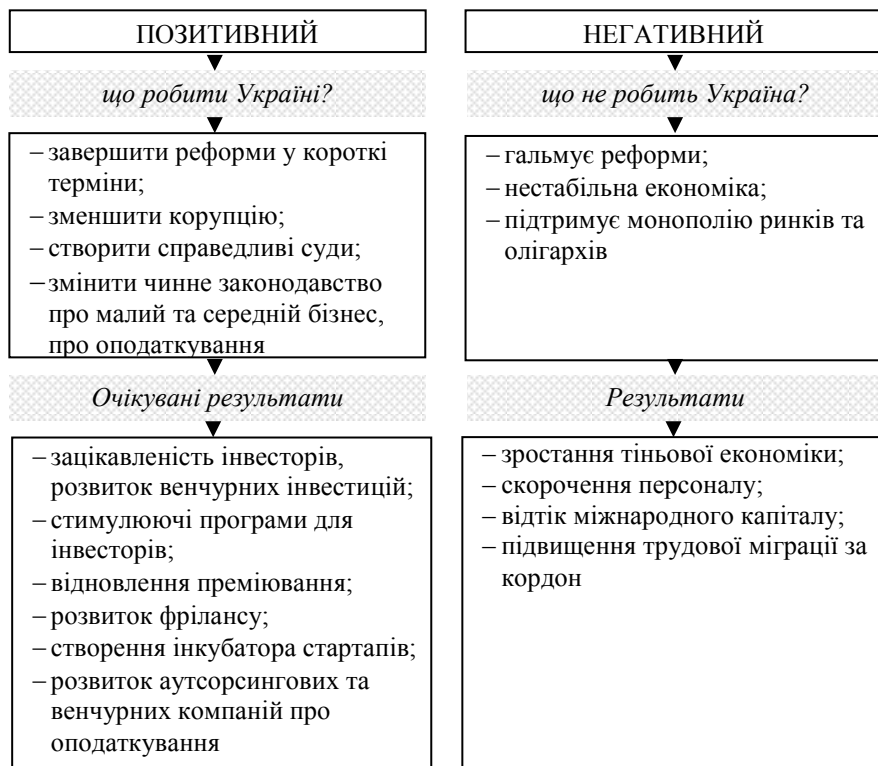 ПОЗИТИВНИЙ
що робити Україні?
– завершити реформи у короткі
терміни;
– зменшити корупцію;
– створити справедливі суди;
– змінити чинне законодавство
про малий та середній бізнес,
про оподаткування
Очікувані результати
– зацікавленість інвесторів,
розвиток венчурних інвестицій;
– стимулюючі програми для
інвесторів;
– відновлення преміювання;
– розвиток фрілансу;
– створення інкубатора стартапів;
– розвиток аутсорсингових та
венчурних компаній про
оподаткування
НЕГАТИВНИЙ
що не робить Україна?
– гальмує реформи;
– нестабільна економіка;
– підтримує монополію ринків та
олігархів
Результати
– зростання тіньової економіки;
– скорочення персоналу;
– відтік міжнародного капіталу;
– підвищення трудової міграції за
кордон